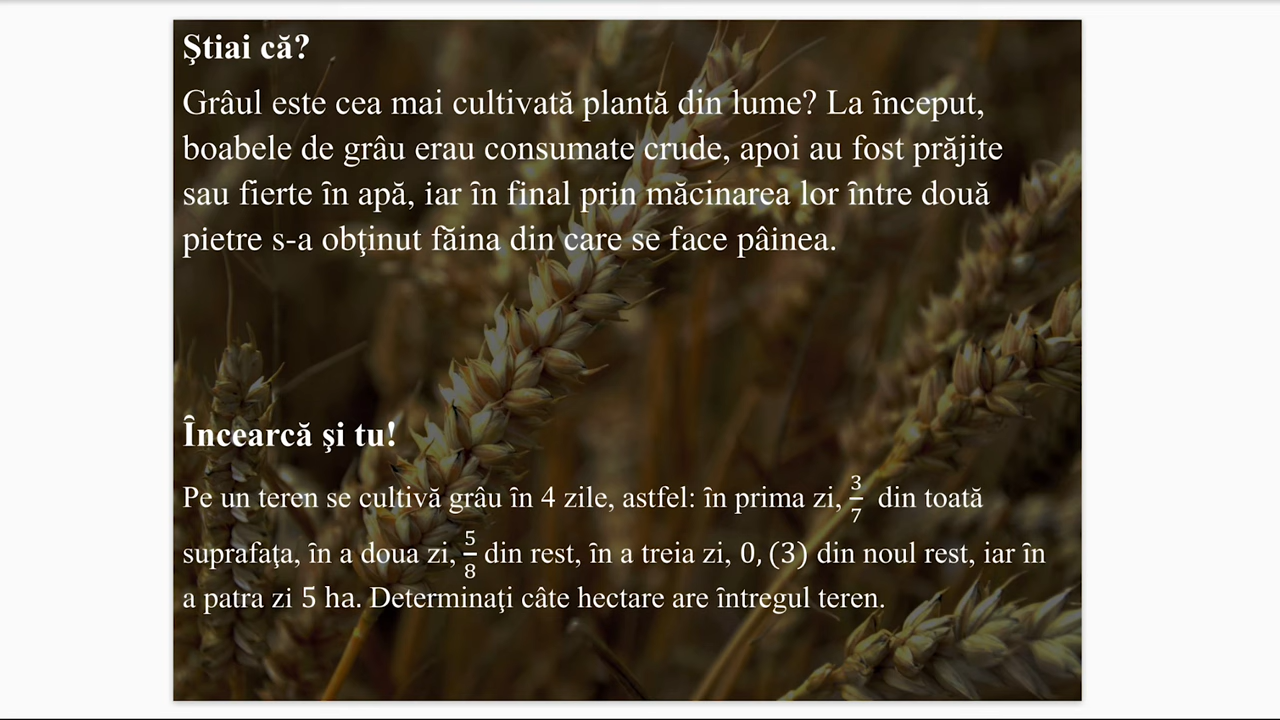 Ştiai că?
Grâul este cea mai cultivată plantă din lume? La început,
boabele de grâu erau consumate crude, apoi au fost prăjite
sau fierte în apă, iar în final prin măcinarea lor între două
pietre s-a obţinut făina din care se face pâinea.
Încearcă şi tu!
Pe un teren se cultivă grâu în 4 zile, astfel: în prima zi, 3/7 din toată
suprafaţa, în a doua zi, 5/8 din rest, în a treia zi, 0, (3) din noul rest, iar în
a patra zi 5 ha. Determinaţi câte hectare are întregul teren.